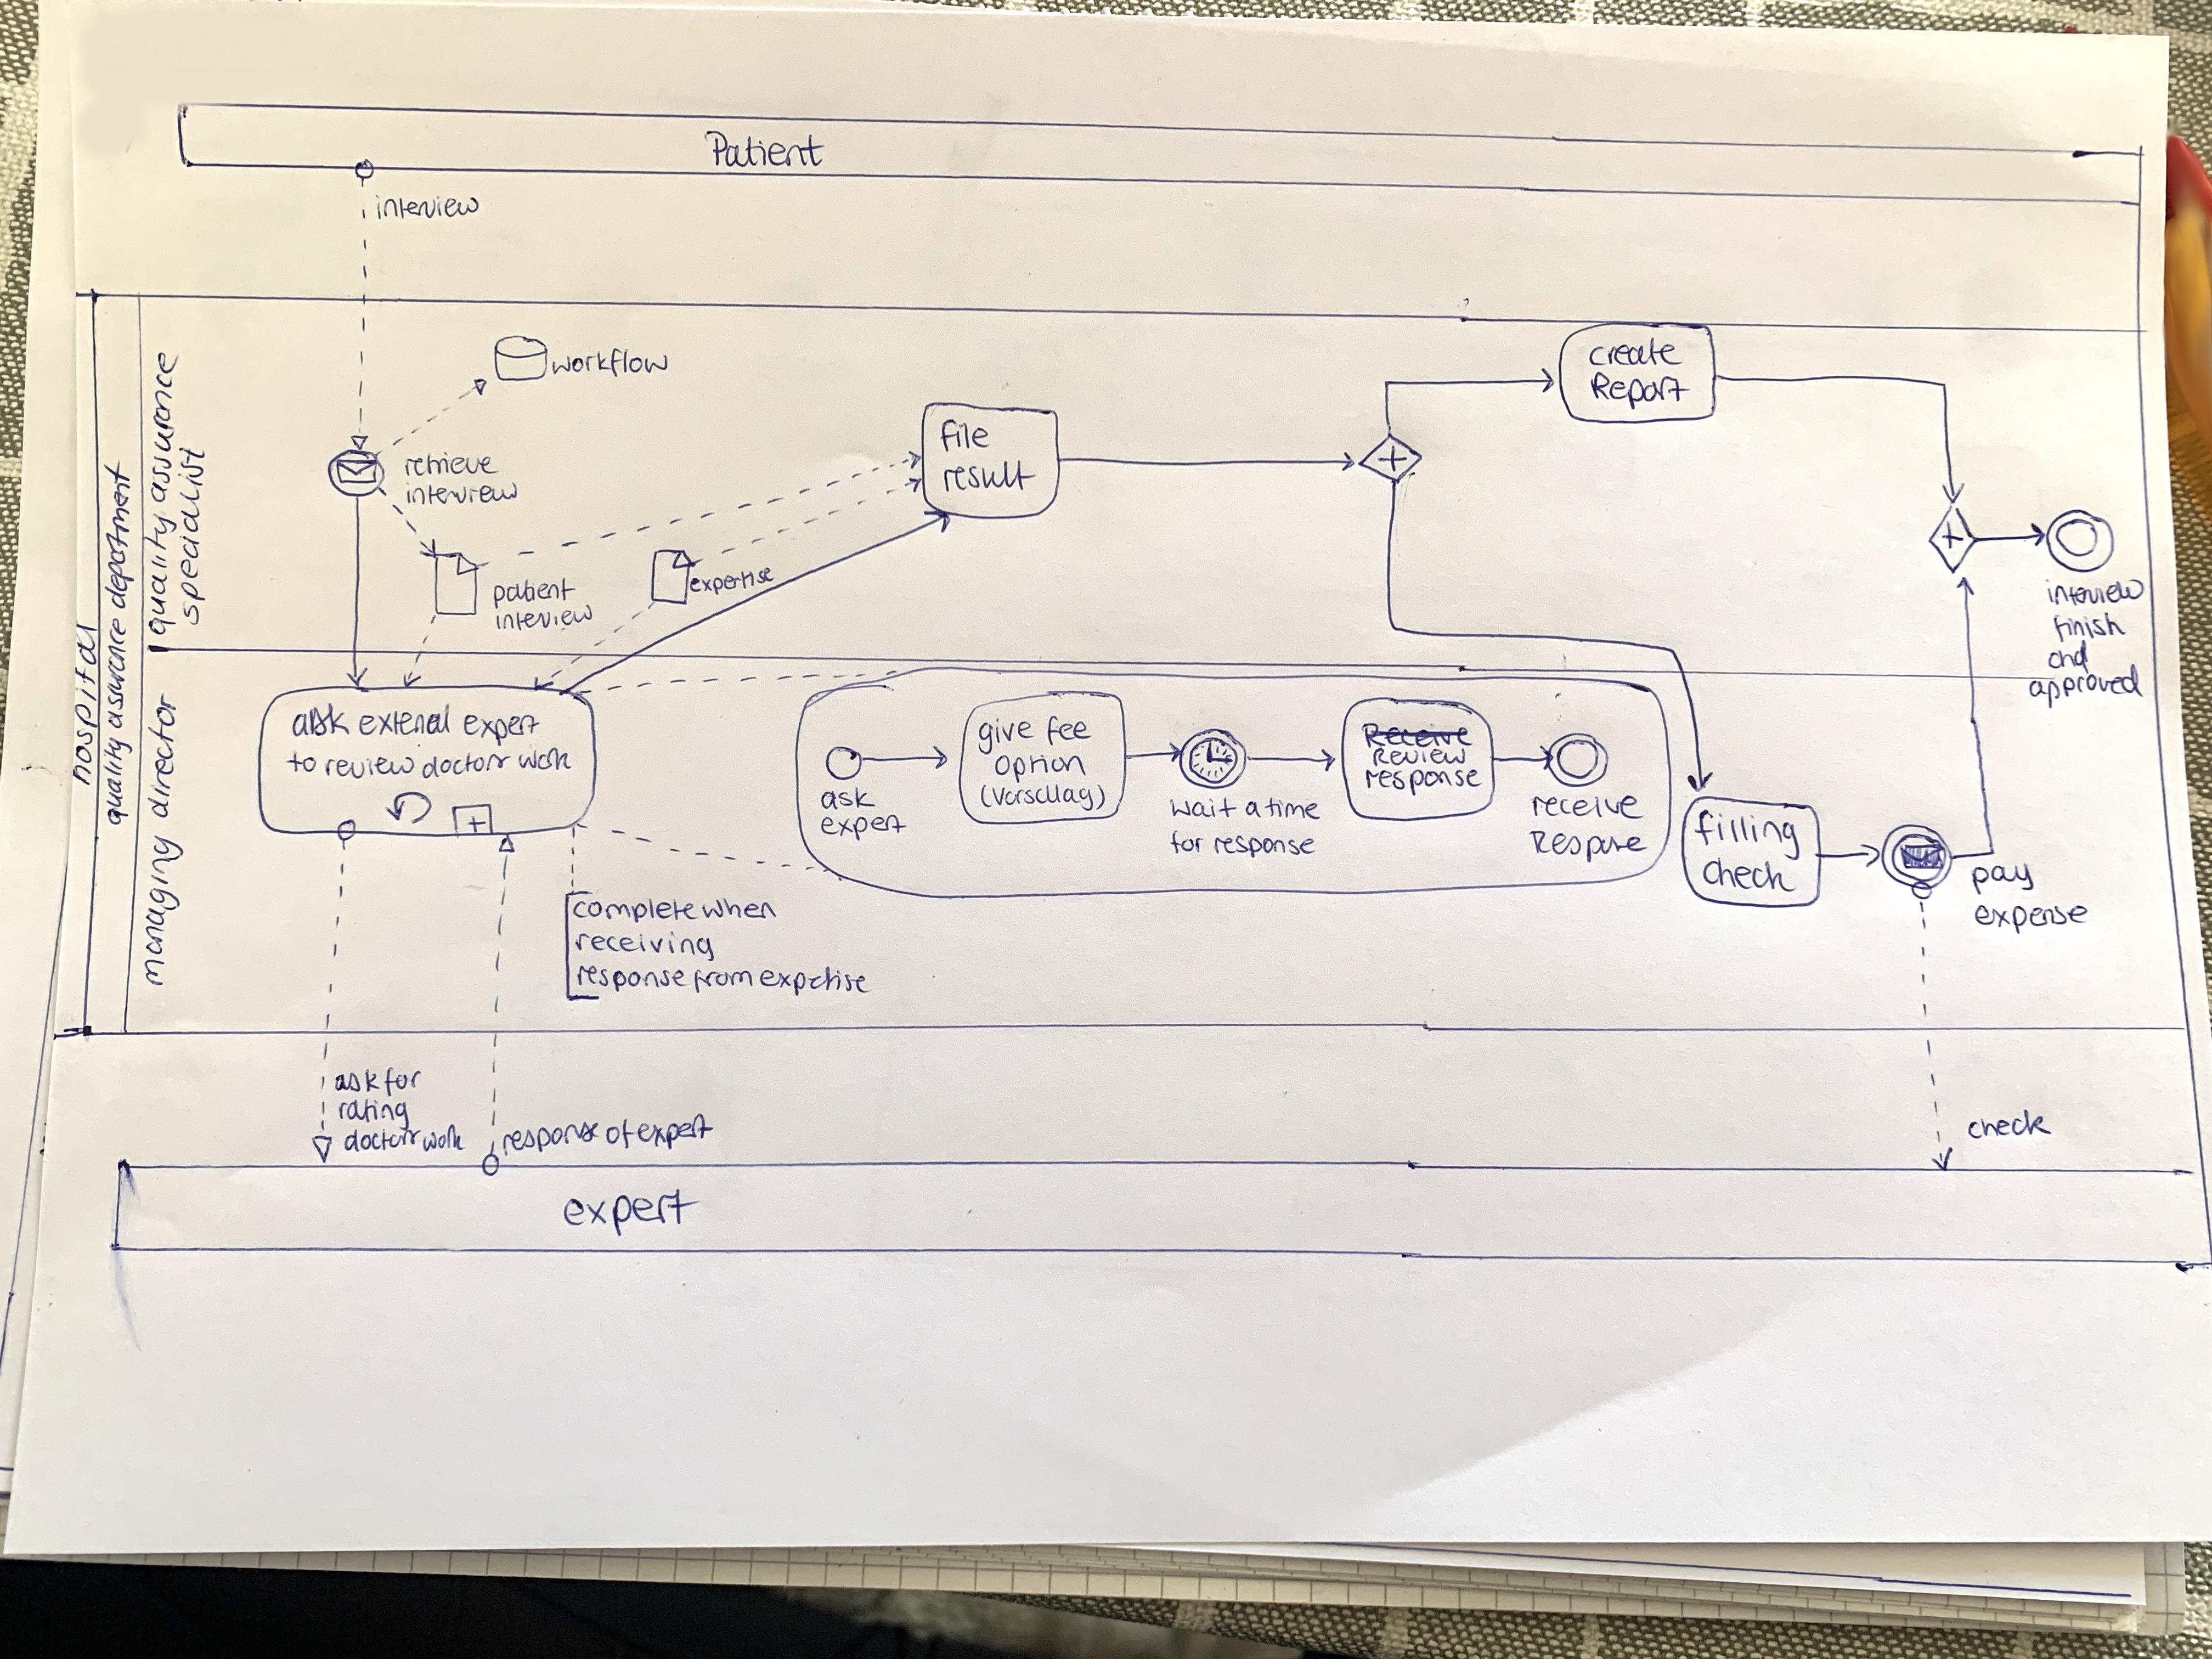 Patient
interview
hospital
quality assurance depatment
quality assurance
specialist
workflow
retrieve
interview
patient
interview
expertise
file
result
create
Report
interview
finish
and
approved
managing director
ask external expert
to review doctors work
ask
expert
give fee
option
(Vorschlag)
wait a time
for response
Receive
Review
response
receive
filling
check
pay
expense
complete when
receiving
response from expertise
ask for
rating
doctors work
response of expert
check
expert